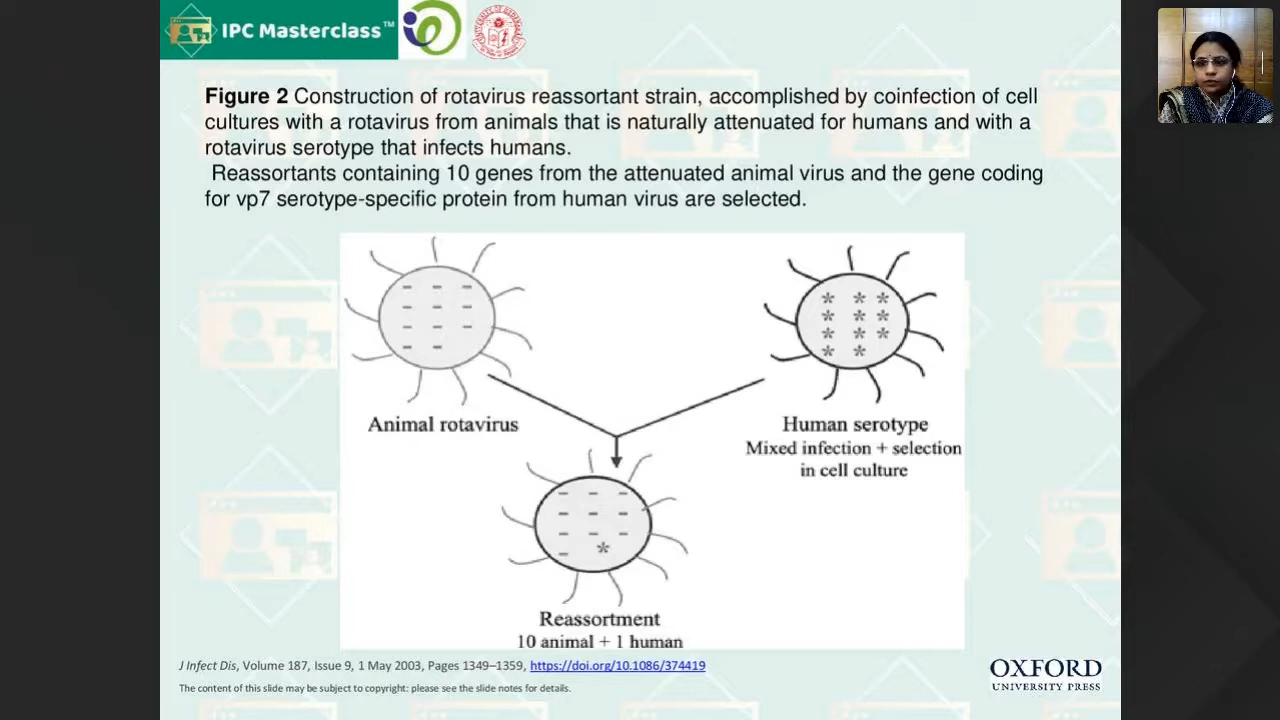 IPC Masterclass™
Figure 2 Construction of rotavirus reassortant strain, accomplished by coinfection of cell
cultures with a rotavirus from animals that is naturally attenuated for humans and with a
rotavirus serotype that infects humans.
Reassortants containing 10 genes from the attenuated animal virus and the gene coding
for vp7 serotype-specific protein from human virus are selected.
Animal rotavirus
Human serotype
Mixed infection + selection
in cell culture
Reassortment
10 animal + 1 human
J Infect Dis, Volume 187, Issue 9, 1 May 2003, Pages 1349–1359, https://doi.org/10.1086/374419
The content of this slide may be subject to copyright: please see the slide notes for details.
OXFORD
UNIVERSITY PRESS